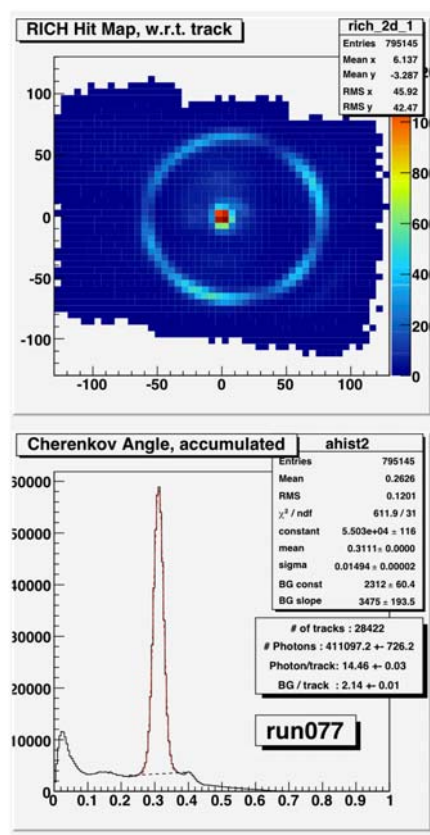 RICH Hit Map, w.r.t. track
rich_2d_1
Entries 795145
Mean x 6.137
Mean y -3.287
RMS x 45.92
RMS y 42.47
100
50
0
-50
-100
-100 -50 0 50 100
800
600
400
200
0
Cherenkov Angle, accumulated
ahist2
Entries 795145
Mean 0.2626
RMS 0.1201
χ² / ndf 611.9 / 31
constant 5.503e+04 ± 116
mean 0.3111± 0.0000
sigma 0.01494 ± 0.00002
BG const 2312 ± 60.4
BG slope 3475 ± 193.5
# of tracks : 28422
# Photons : 411097.2 +- 726.2
Photon/track: 14.46 +- 0.03
BG / track : 2.14 +- 0.01
run077
50000
40000
30000
20000
10000
0
0 0.1 0.2 0.3 0.4 0.5 0.6 0.7 0.8 0.9 1